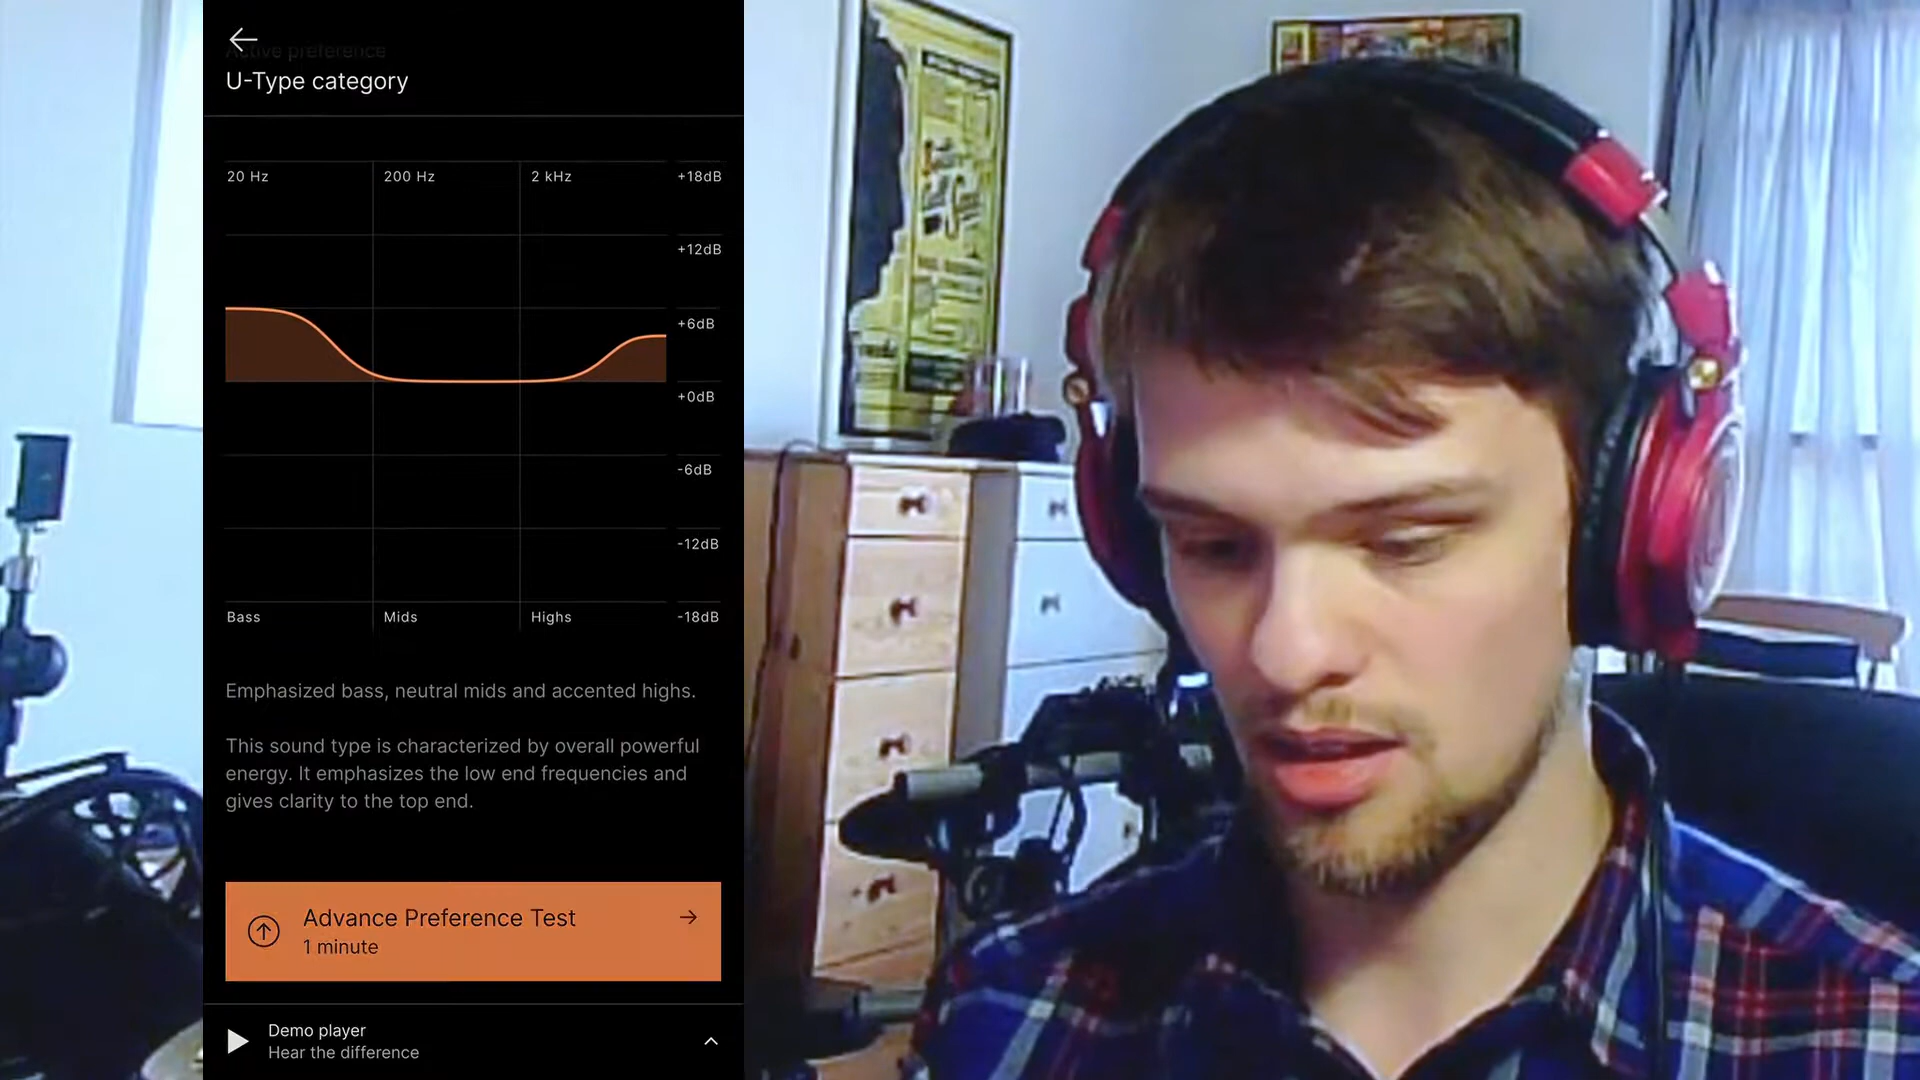 Active preference
U-Type category
20 Hz
200 Hz
2 kHz
+18dB
+12dB
+6dB
+0dB
-6dB
-12dB
Bass
Mids
Highs
-18dB
Emphasized bass, neutral mids and accented highs.
This sound type is characterized by overall powerful
energy. It emphasizes the low end frequencies and
gives clarity to the top end.
Advance Preference Test
1 minute
Demo player
Hear the difference